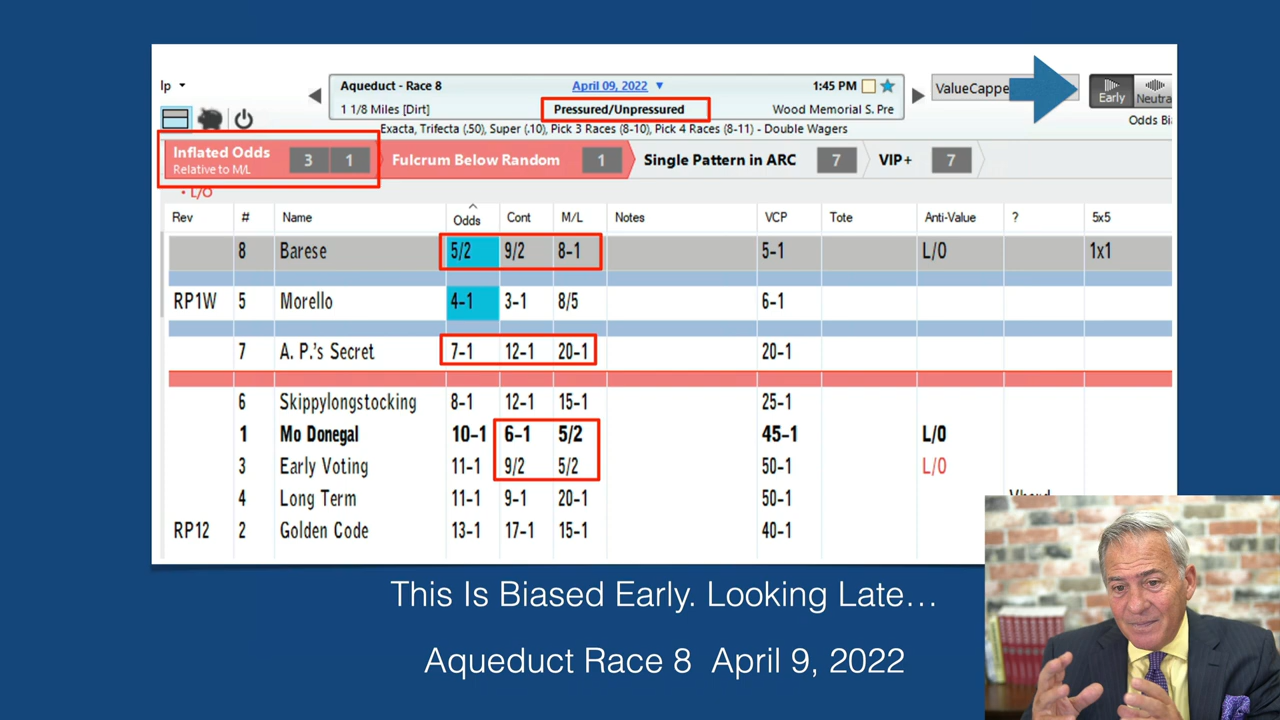 lp
Aqueduct - Race 8 April 09, 2022 1:45 PM
1 1/8 Miles [Dirt] Pressured/Unpressured Wood Memorial S. Pre
Exacta, Trifecta (.50), Super (.10), Pick 3 Races (8-10), Pick 4 Races (8-11) - Double Wagers
ValueCappe
Early Neutra
Odds Bi
Inflated Odds 3 1 Fulcrum Below Random 1 Single Pattern in ARC 7 VIP+ 7
Relative to M/L
• L/O
Rev # Name Odds Cont M/L Notes VCP Tote Anti-Value ? 5x5
8 Barese 5/2 9/2 8-1 5-1 L/O 1x1
RP1W 5 Morello 4-1 3-1 8/5 6-1
7 A. P.'s Secret 7-1 12-1 20-1 20-1
6 Skippylongstocking 8-1 12-1 15-1 25-1
1 Mo Donegal 10-1 6-1 5/2 45-1 L/O
3 Early Voting 11-1 9/2 5/2 50-1 L/O
4 Long Term 11-1 9-1 20-1 50-1
RP12 2 Golden Code 13-1 17-1 15-1 40-1
This Is Biased Early. Looking Late…
Aqueduct Race 8 April 9, 2022